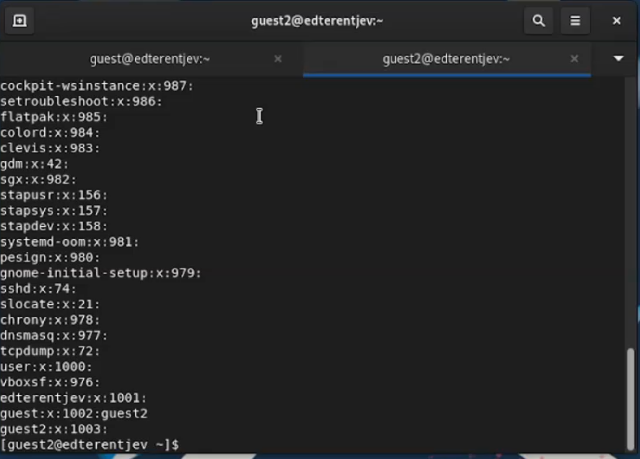 guest2@edterentjev:~
guest@edterentjev:~
guest2@edterentjev:~
cockpit-wsinstance:x:987:
setroubleshoot:x:986:
flatpak:x:985:
colord:x:984:
clevis:x:983:
gdm:x:42:
sgx:x:982:
stapusr:x:156:
stapsys:x:157:
stapdev:x:158:
systemd-oom:x:981:
pesign:x:980:
gnome-initial-setup:x:979:
sshd:x:74:
slocate:x:21:
chrony:x:978:
dnsmasq:x:977:
tcpdump:x:72:
user:x:1000:
vboxsf:x:976:
edterentjev:x:1001:
guest:x:1002:guest2
guest2:x:1003:
[guest2@edterentjev ~]$